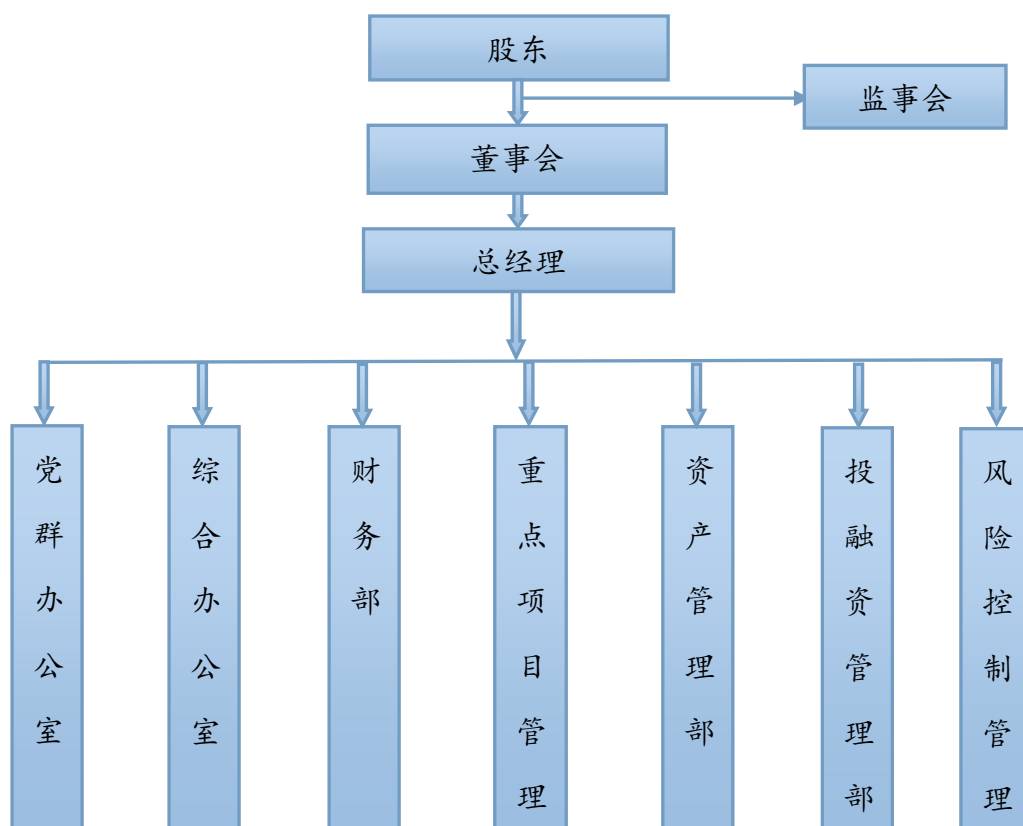 股东
监事会
董事会
总经理
党群办公室
综合办公室
财务部
重点项目管理
资产管理部
投融资管理部
风险控制管理